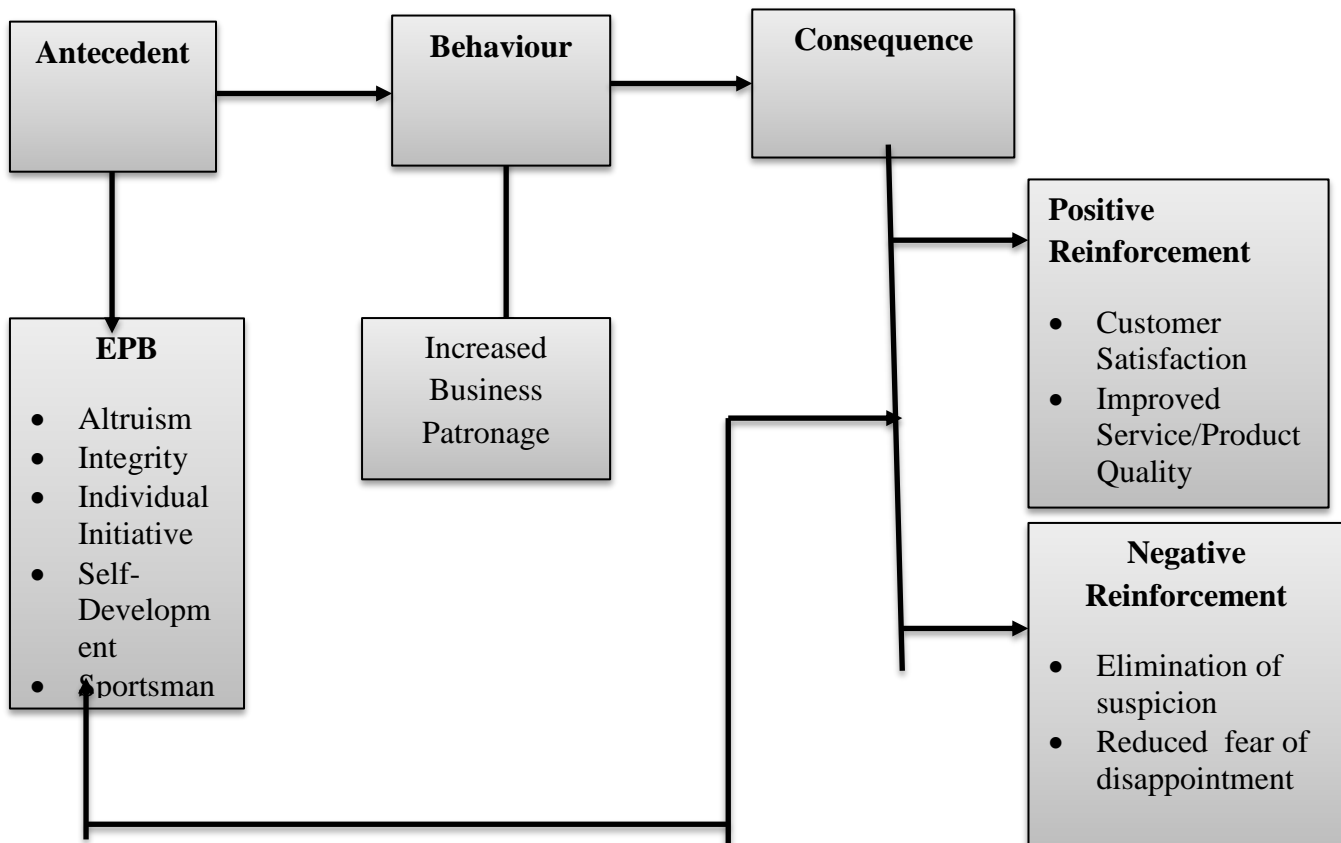 Antecedent
Behaviour
Consequence
Positive
Reinforcement
• Customer
Satisfaction
• Improved
Service/Product
Quality
EPB
• Altruism
• Integrity
• Individual
Initiative
• Self-
Developm
ent
• Sportsman
Increased
Business
Patronage
Negative
Reinforcement
• Elimination of
suspicion
• Reduced fear of
disappointment